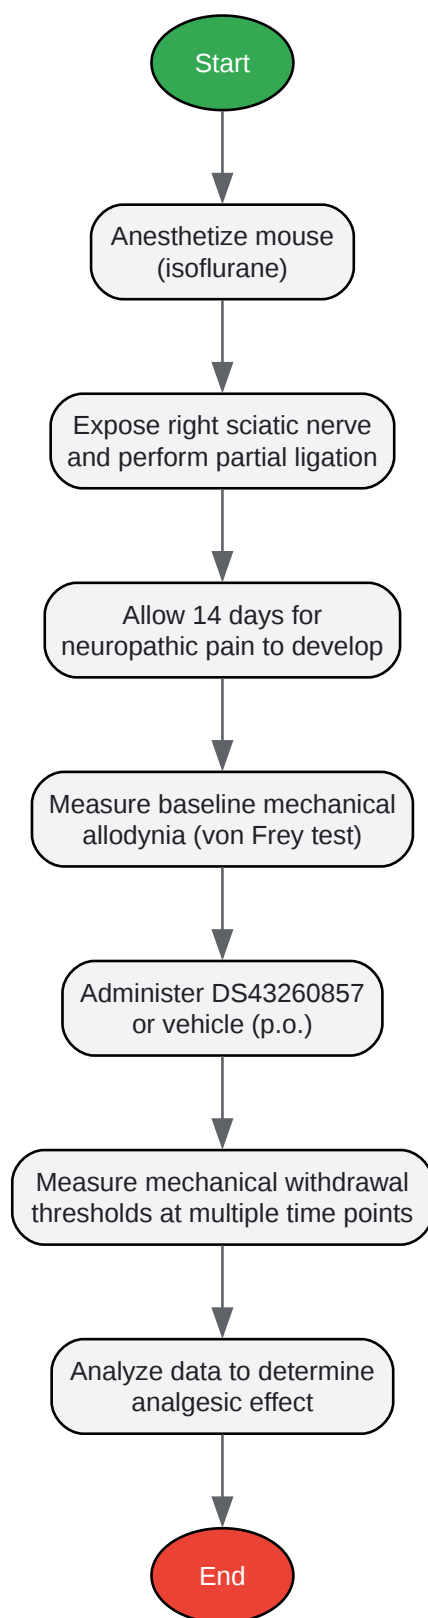 Start
Anesthetize mouse
(isoflurane)
Expose right sciatic nerve
and perform partial ligation
Allow 14 days for
neuropathic pain to develop
Measure baseline mechanical
allodynia (von Frey test)
Administer DS43260857
or vehicle (p.o.)
Measure mechanical withdrawal
thresholds at multiple time points
Analyze data to determine
analgesic effect
End